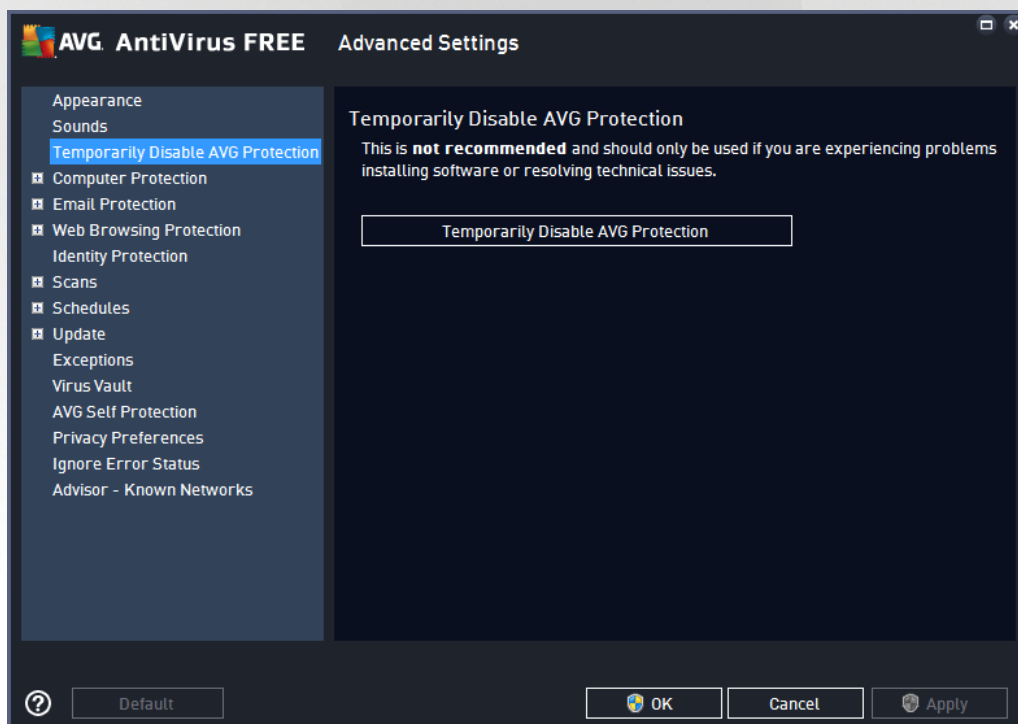 AVG. AntiVirus FREE Advanced Settings
Appearance
Sounds
Temporarily Disable AVG Protection
Computer Protection
Email Protection
Web Browsing Protection
Identity Protection
Scans
Schedules
Update
Exceptions
Virus Vault
AVG Self Protection
Privacy Preferences
Ignore Error Status
Advisor - Known Networks
Temporarily Disable AVG Protection
This is not recommended and should only be used if you are experiencing problems
installing software or resolving technical issues.
Temporarily Disable AVG Protection
? Default OK Cancel Apply